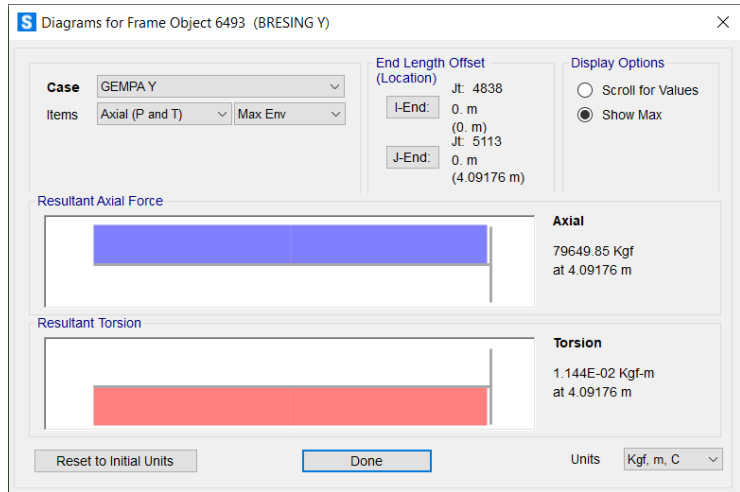 S Diagrams for Frame Object 6493 (BRESING Y)
Case GEMPA Y
Items Axial (P and T) Max Env
End Length Offset
(Location)
Jt: 4838
I-End: 0. m
(0. m)
Jt: 5113
J-End: 0. m
(4.09176 m)
Display Options
Scroll for Values
Show Max
Resultant Axial Force
Axial
79649.85 Kgf
at 4.09176 m
Resultant Torsion
Torsion
1.144E-02 Kgf-m
at 4.09176 m
Reset to Initial Units
Done
Units Kgf, m, C